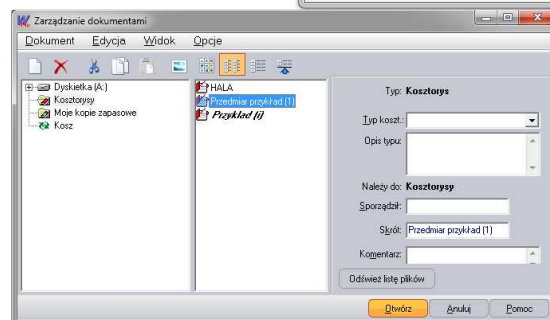 Zarządzanie dokumentami
Dokument Edycja Widok Opcje
Dyskietka (A:)
Kosztorysy
Moje kopie zapasowe
Kosz
HALA
Przedmiar przykład (1)
Przykład (i)
Typ: Kosztorys
Typ koszt.:
Opis typu:
Należy do: Kosztorysy
Sporządził:
Skrót: Przedmiar przykład (1)
Komentarz:
Odśwież listę plików
Otwórz Anuluj Pomoc